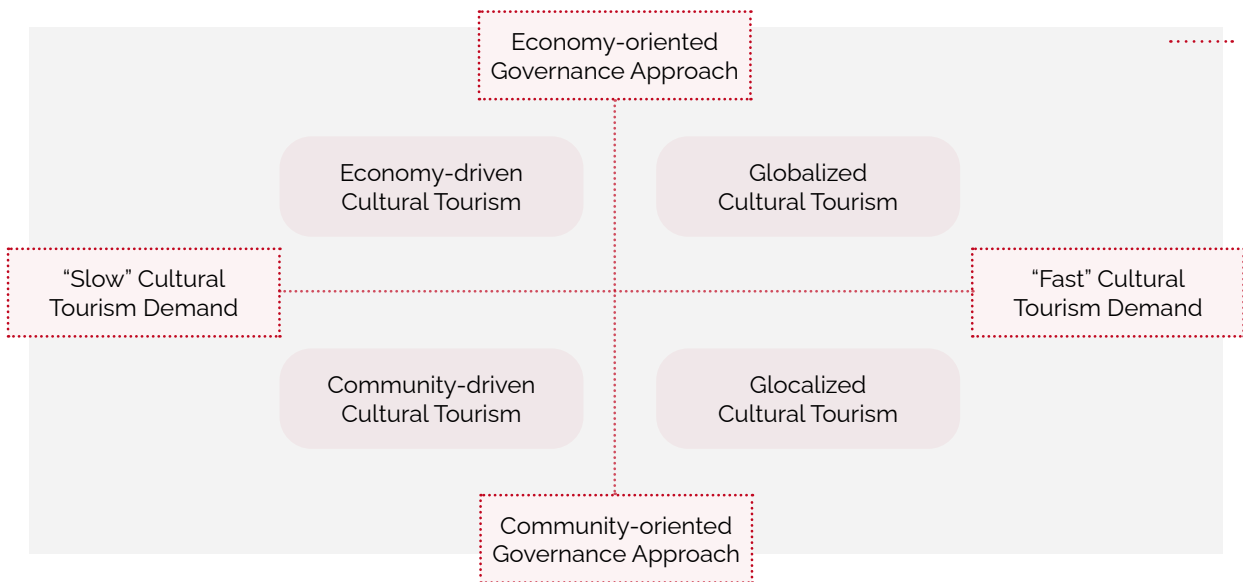 Economy-oriented
Governance Approach
Economy-driven
Cultural Tourism
Globalized
Cultural Tourism
“Slow” Cultural
Tourism Demand
“Fast” Cultural
Tourism Demand
Community-driven
Cultural Tourism
Glocalized
Cultural Tourism
Community-oriented
Governance Approach